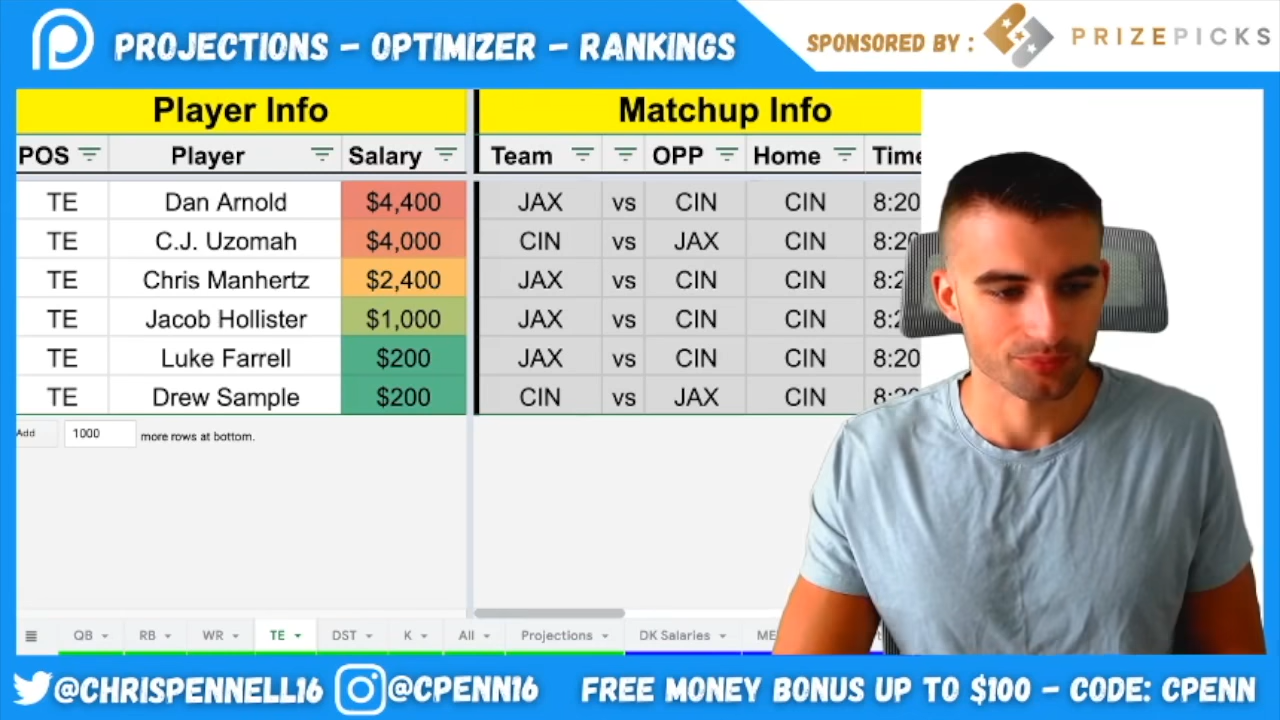 PROJECTIONS - OPTIMIZER - RANKINGS
SPONSORED BY : PRIZEPICKS
Player Info Matchup Info
POS Player Salary Team OPP Home Time
TE Dan Arnold $4,400 JAX vs CIN CIN 8:20
TE C.J. Uzomah $4,000 CIN vs JAX CIN 8:20
TE Chris Manhertz $2,400 JAX vs CIN CIN
TE Jacob Hollister $1,000 JAX vs CIN CIN
TE Luke Farrell $200 JAX vs CIN CIN 8:20
TE Drew Sample $200 CIN vs JAX CIN 8:20
Add 1000 more rows at bottom.
QB RB WR TE DST K All Projections DK Salaries
@CHRISPENNELL16 @CPENN16 FREE MONEY BONUS UP TO $100 - CODE: CPENN